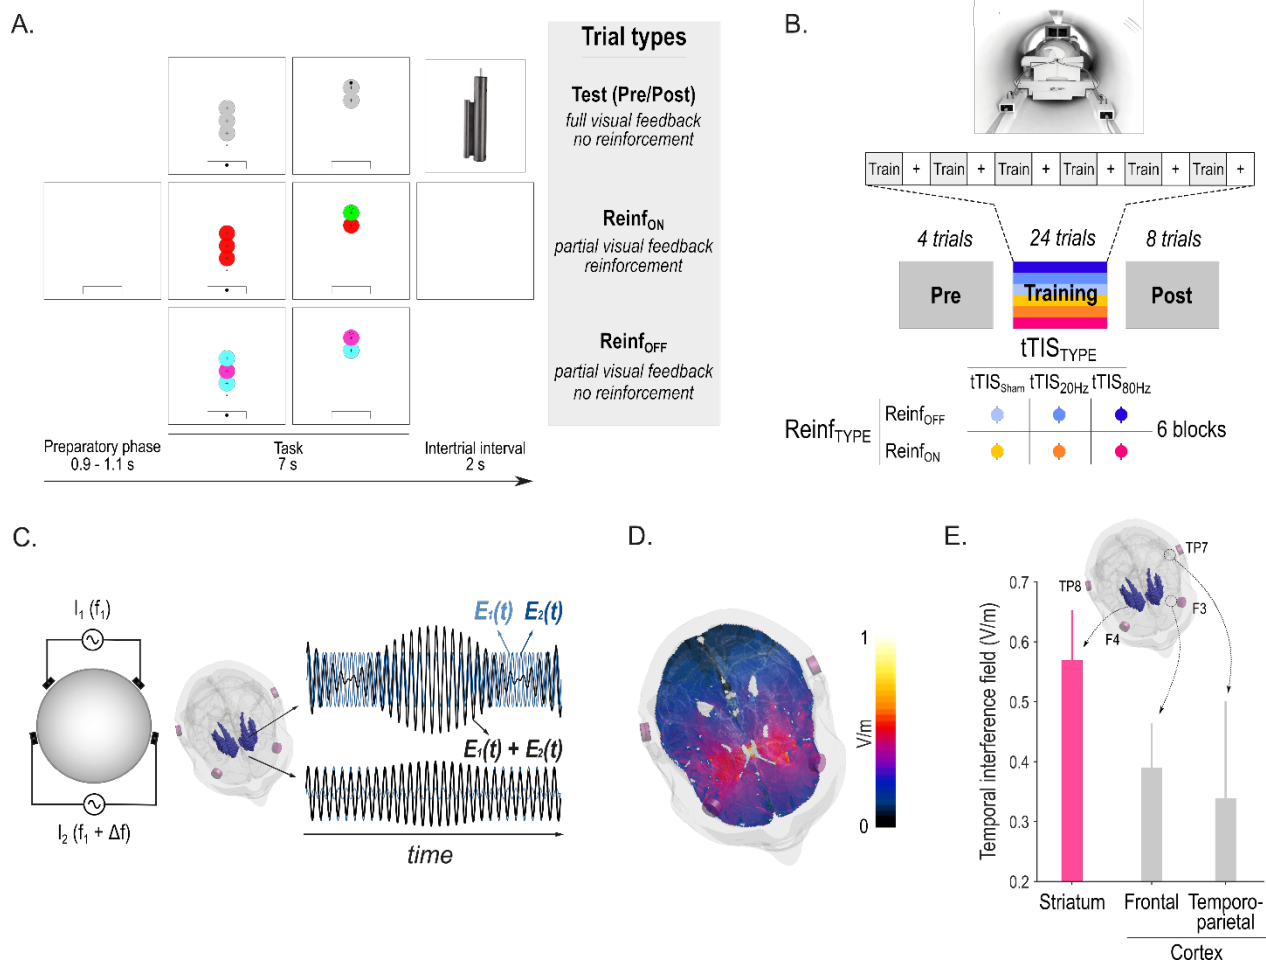 A.
Trial types
Test (Pre/Post)
full visual feedback
no reinforcement
ReinfON
partial visual feedback
reinforcement
ReinfOFF
partial visual feedback
no reinforcement
Preparatory phase
0.9 - 1.1 s
Task
7 s
Intertrial interval
2 s
B.
Train + Train + Train + Train + Train + Train +
4 trials 24 trials 8 trials
Pre Training Post
tTISTYPE
tTISSham tTIS20Hz tTIS80Hz
ReinfTYPE
ReinfOFF
ReinfON
6 blocks
C.
I1 (f1)
I2 (f1 + Δf)
E1(t) E2(t)
E1(t) + E2(t)
time
D.
1
V/m
0
E.
TP7
TP8
F3
F4
Temporal interference field (V/m)
0.7
0.6
0.5
0.4
0.3
0.2
Striatum Frontal Temporo-
parietal
Cortex